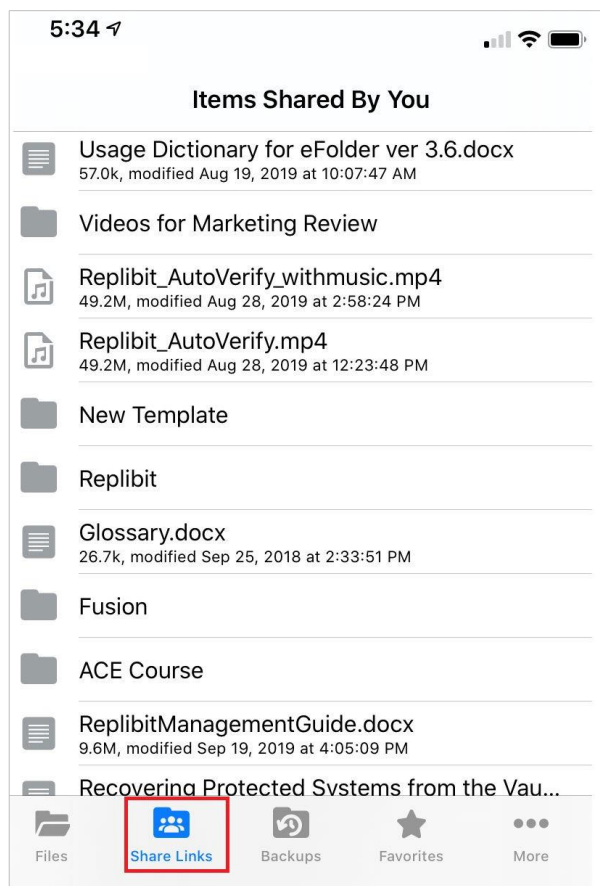 5:34
Items Shared By You
Usage Dictionary for eFolder ver 3.6.docx
57.0k, modified Aug 19, 2019 at 10:07:47 AM
Videos for Marketing Review
Replibit_AutoVerify_withmusic.mp4
49.2M, modified Aug 28, 2019 at 2:58:24 PM
Replibit_AutoVerify.mp4
49.2M, modified Aug 28, 2019 at 12:23:48 PM
New Template
Replibit
Glossary.docx
26.7k, modified Sep 25, 2018 at 2:33:51 PM
Fusion
ACE Course
ReplibitManagementGuide.docx
9.6M, modified Sep 19, 2019 at 4:05:09 PM
Recovering Protected Systems from the Vau...
Files Share Links Backups Favorites More